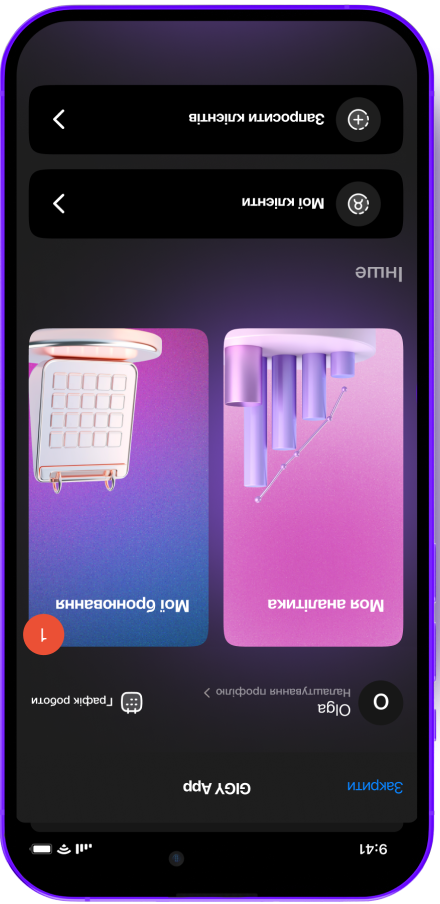 9:41
Закрити
GIGY App
O
Olga
Налаштування профілю
Графік роботи
Моя аналітика
Мої бронювання
1
Інше
Мої клієнти
Запросити клієнтів